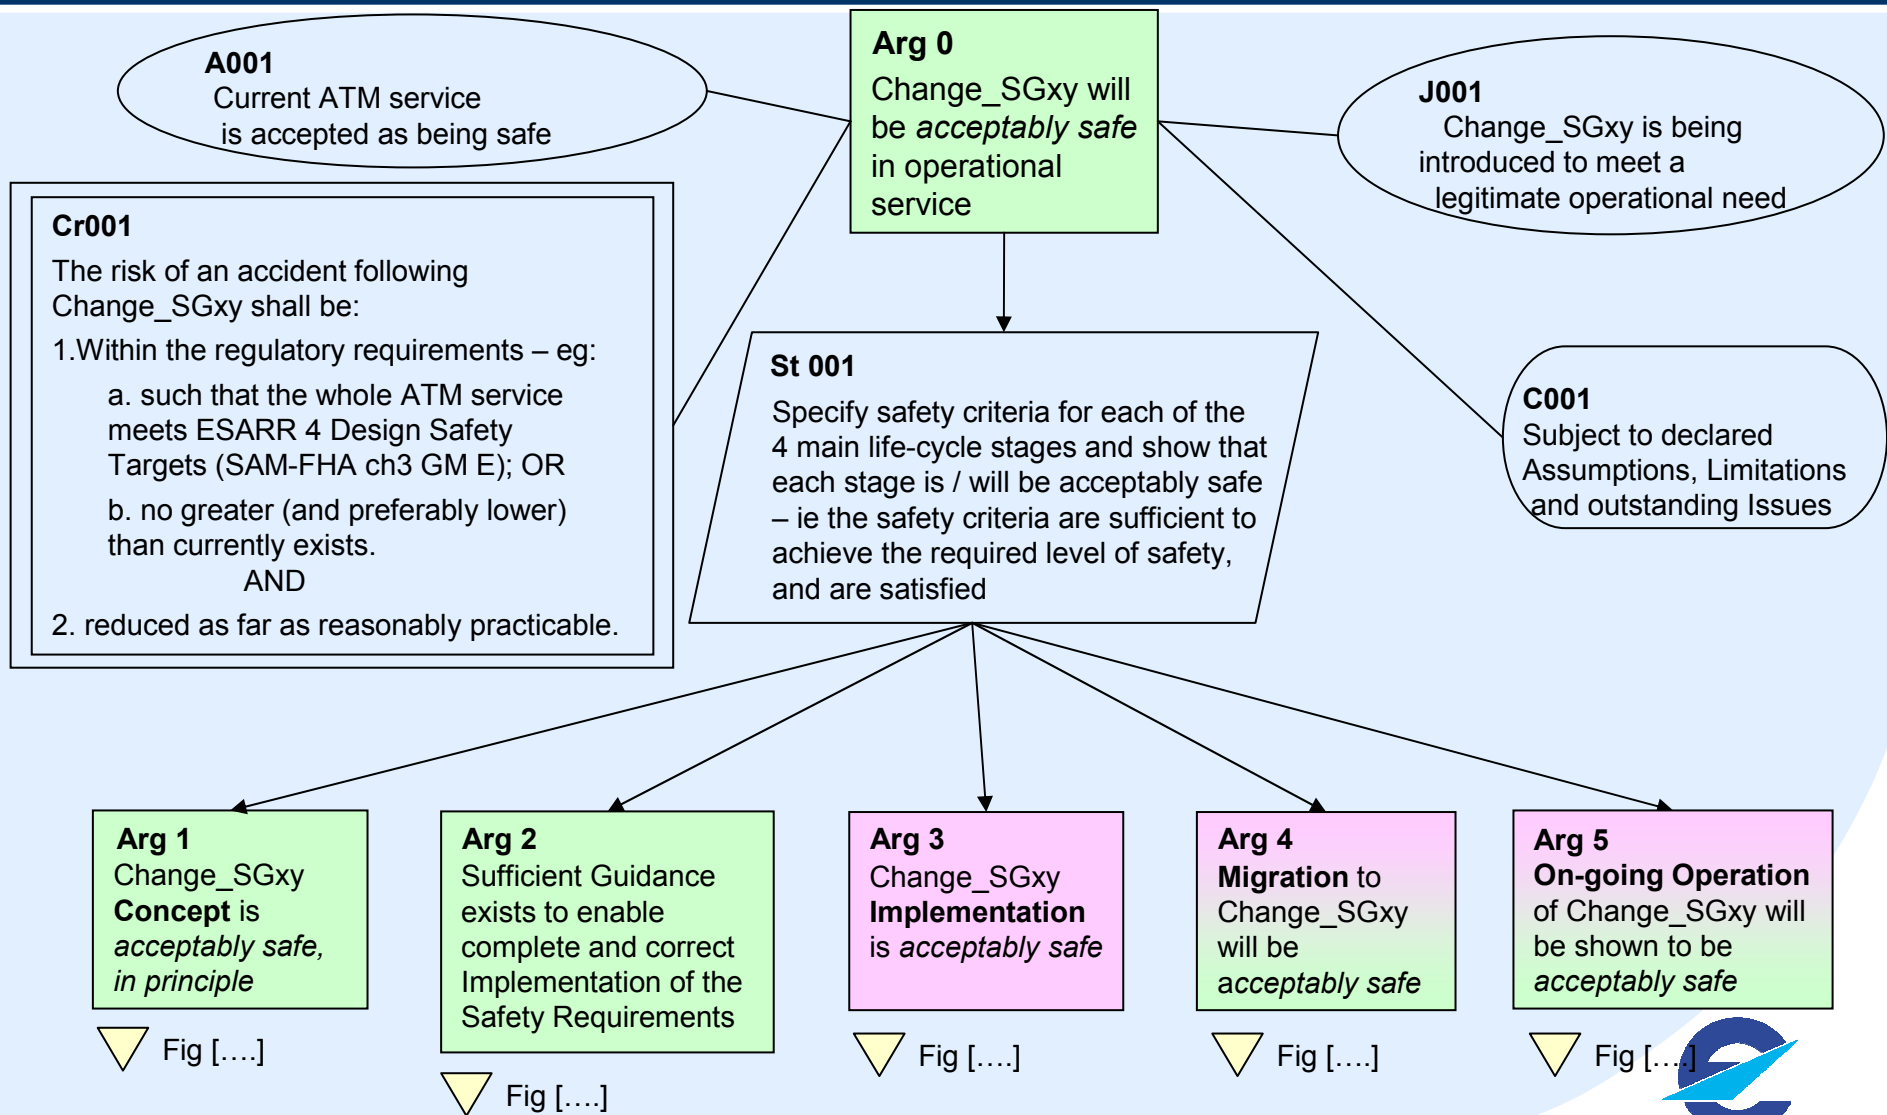 A001
Current ATM service
is accepted as being safe
Arg 0
Change_SGxy will
be acceptably safe
in operational
service
J001
Change_SGxy is being
introduced to meet a
legitimate operational need
Cr001
The risk of an accident following
Change_SGxy shall be:
1.Within the regulatory requirements – eg:
a. such that the whole ATM service
meets ESARR 4 Design Safety
Targets (SAM-FHA ch3 GM E); OR
b. no greater (and preferably lower)
than currently exists.
AND
2. reduced as far as reasonably practicable.
St 001
Specify safety criteria for each of the
4 main life-cycle stages and show that
each stage is / will be acceptably safe
– ie the safety criteria are sufficient to
achieve the required level of safety,
and are satisfied
C001
Subject to declared
Assumptions, Limitations
and outstanding Issues
Arg 1
Change_SGxy
Concept is
acceptably safe,
in principle
Fig [….]
Arg 2
Sufficient Guidance
exists to enable
complete and correct
Implementation of the
Safety Requirements
Fig [….]
Arg 3
Change_SGxy
Implementation
is acceptably safe
Fig [….]
Arg 4
Migration to
Change_SGxy
will be
acceptably safe
Fig [….]
Arg 5
On-going Operation
of Change_SGxy will
be shown to be
acceptably safe
Fig [….]